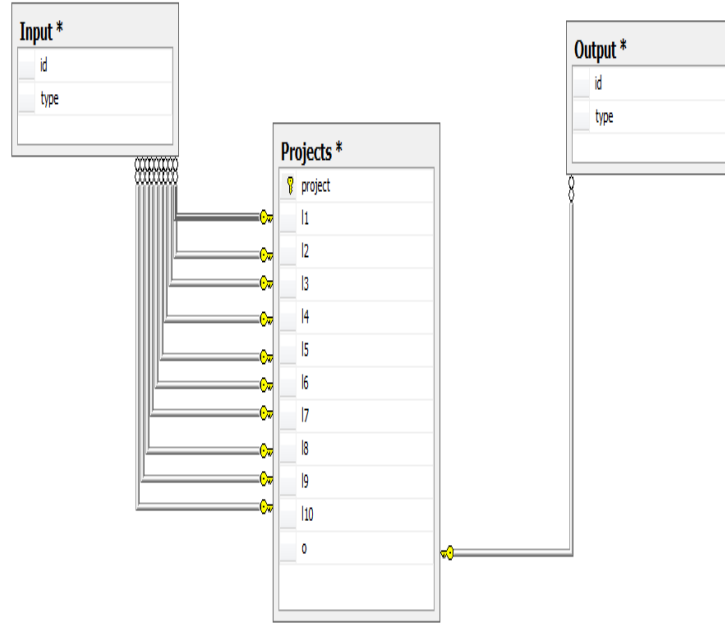 Input *
id
type
Output *
id
type
Projects *
project
I1
I2
I3
I4
I5
I6
I7
I8
I9
I10
o